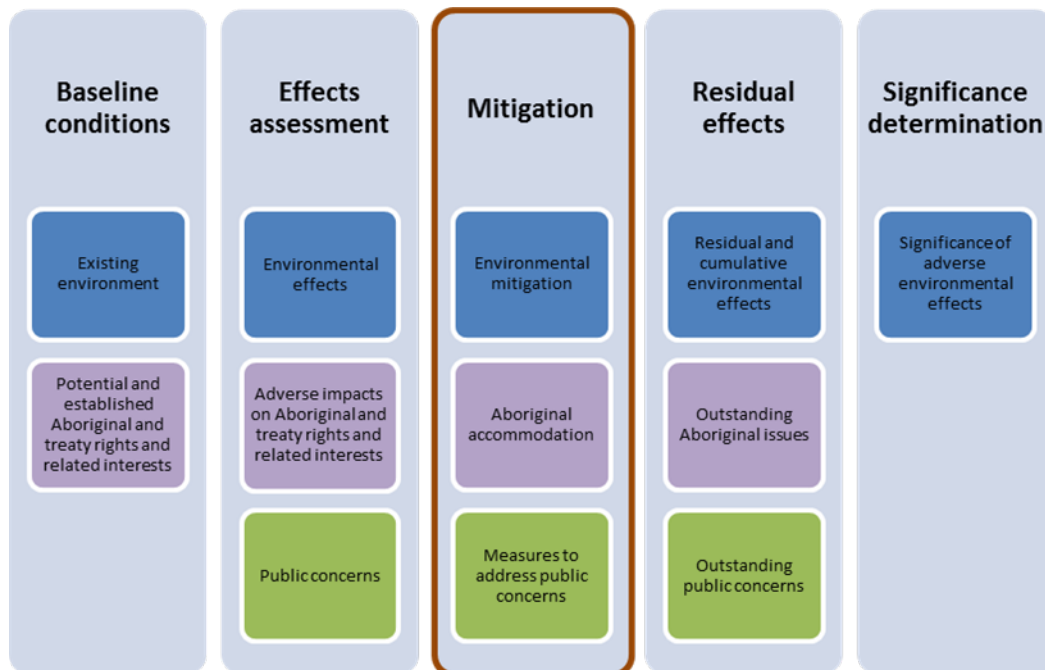 Baseline
conditions
Existing
environment
Potential and
established
Aboriginal and
treaty rights and
related interests
Effects
assessment
Environmental
effects
Adverse impacts
on Aboriginal and
treaty rights and
related interests
Public concerns
Mitigation
Environmental
mitigation
Aboriginal
accommodation
Measures to
address public
concerns
Residual
effects
Residual and
cumulative
environmental
effects
Outstanding
Aboriginal issues
Outstanding
public concerns
Significance
determination
Significance of
adverse
environmental
effects